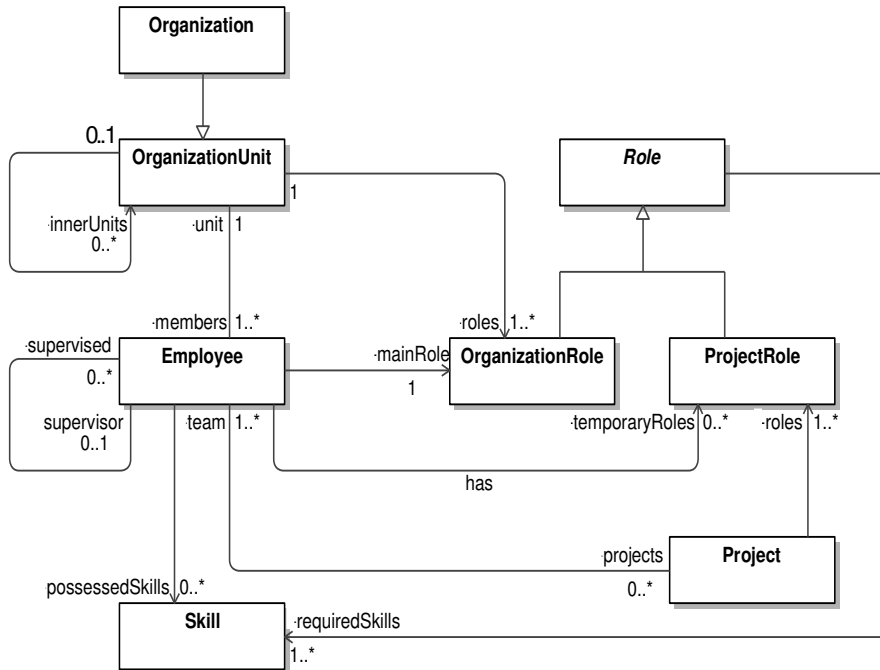 Organization
0..1
OrganizationUnit
Role
1
innerUnits
0..*
unit 1
members 1..*
roles 1..*
supervised
0..*
Employee
mainRole
1
OrganizationRole
ProjectRole
supervisor
0..1
team 1..*
temporaryRoles 0..*
roles 1..*
has
projects
0..*
Project
possessedSkills 0..*
Skill
requiredSkills
1..*